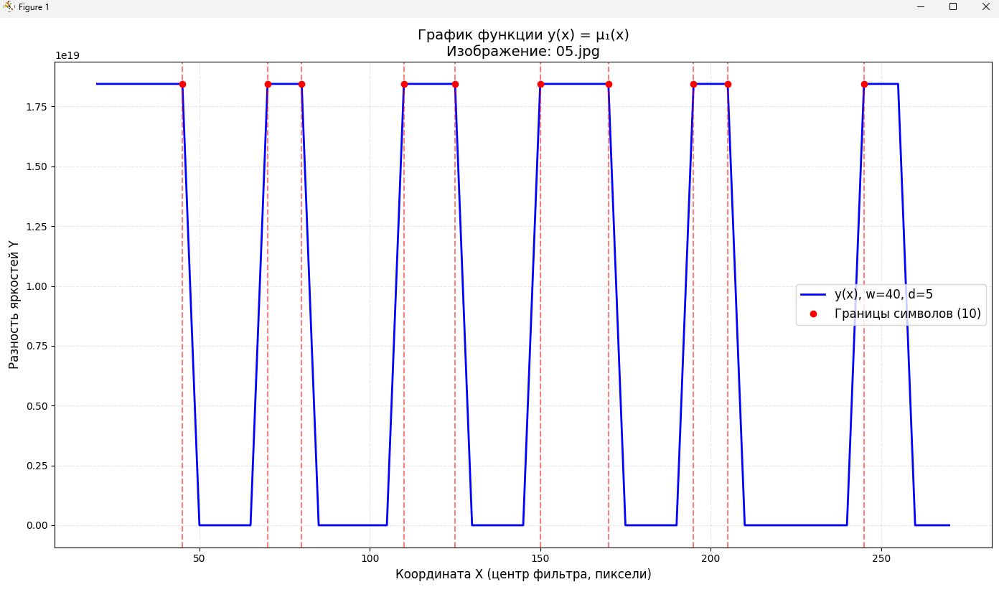 Figure 1
График функции y(x) = μ₁(x)
Изображение: 05.jpg
1e19
1.75
1.50
1.25
1.00
0.75
0.50
0.25
0.00
Разность яркостей Y
y(x), w=40, d=5
Границы символов (10)
50 100 150 200 250
Координата X (центр фильтра, пиксели)